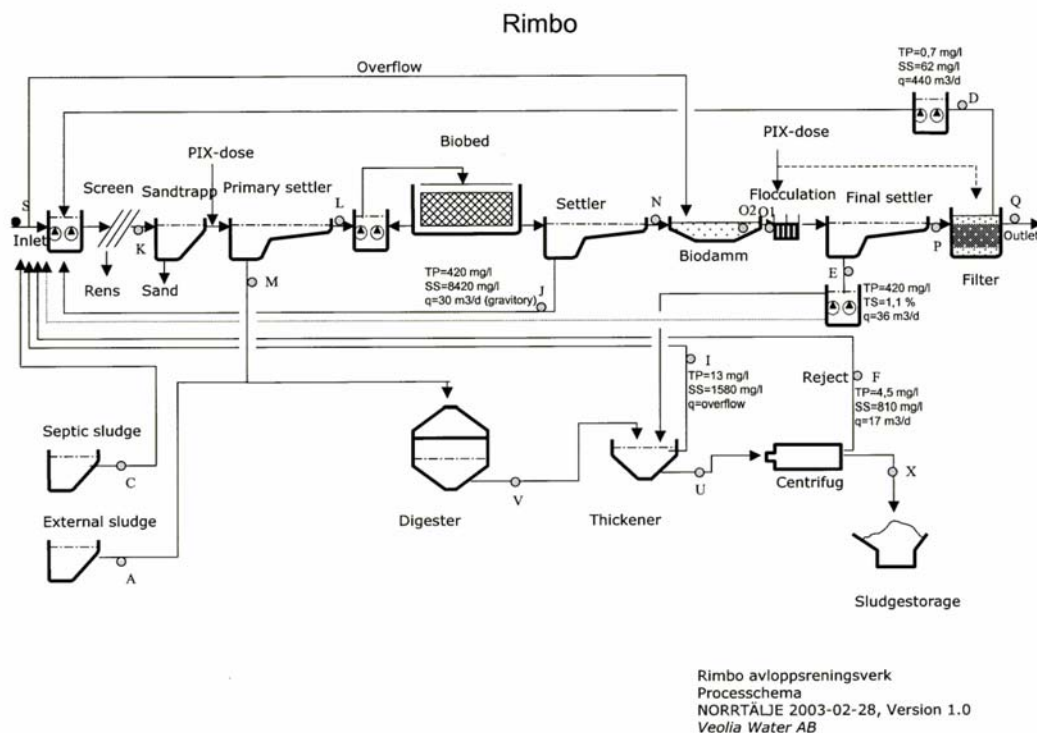 Rimbo
TP=0,7 mg/l
SS=62 mg/l
q=440 m3/d
D
Overflow
PIX-dose
Biobed
PIX-dose
Screen
Sandtrapp
Primary settler
L
Settler
N
Flocculation
Final settler
S
Inlet
K
O2
O1
Biodamm
P
Q
Outlet
Filter
Rens
Sand
M
TP=420 mg/l
SS=8420 mg/l
q=30 m3/d (gravitory)
J
E
TP=420 mg/l
TS=1,1 %
q=36 m3/d
I
TP=13 mg/l
SS=1580 mg/l
q=overflow
Reject
F
TP=4,5 mg/l
SS=810 mg/l
q=17 m3/d
Septic sludge
C
Digester
V
Thickener
U
Centrifug
X
External sludge
A
Sludgestorage
Rimbo avloppsreningsverk
Processchema
NORRTÄLJE 2003-02-28, Version 1.0
Veolia Water AB